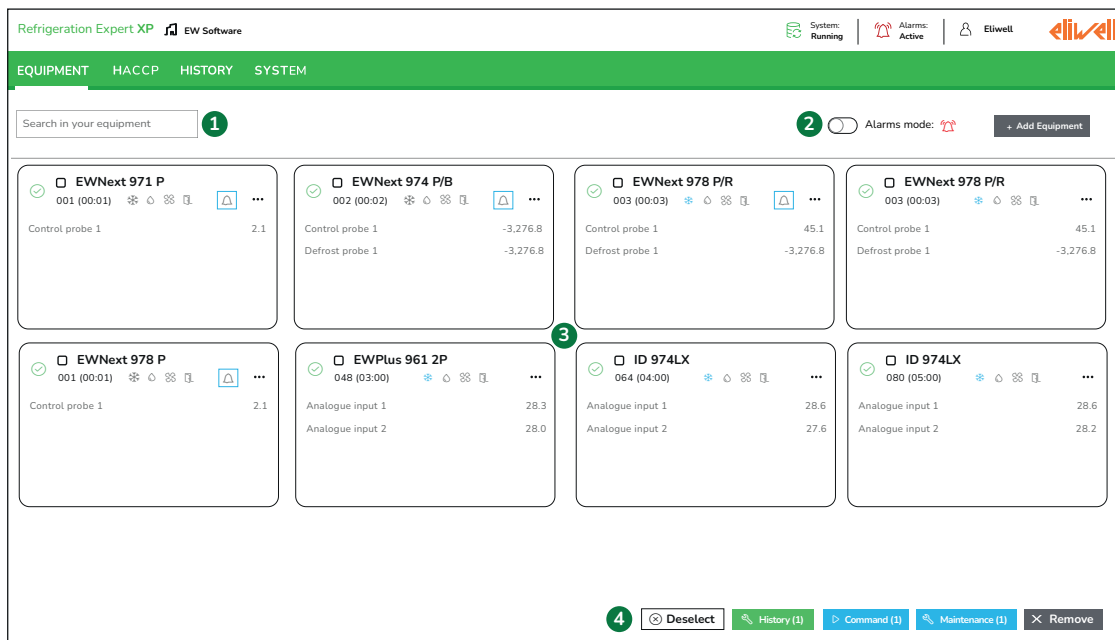 Refrigeration Expert XP EW Software System: Running Alarms: Active Eliwell eliwell
EQUIPMENT HACCP HISTORY SYSTEM
Search in your equipment 1 2 Alarms mode: + Add Equipment
EWNext 971 P
001 (00:01) •••
Control probe 1 2.1
EWNext 974 P/B
002 (00:02) •••
Control probe 1 -3,276.8
Defrost probe 1 -3,276.8
EWNext 978 P/R
003 (00:03) •••
Control probe 1 45.1
Defrost probe 1 -3,276.8
EWNext 978 P/R
003 (00:03) •••
Control probe 1 45.1
Defrost probe 1 -3,276.8
3
EWNext 978 P
001 (00:01) •••
Control probe 1 2.1
EWPlus 961 2P
048 (03:00) •••
Analogue input 1 28.3
Analogue input 2 28.0
ID 974LX
064 (04:00) •••
Analogue input 1 28.6
Analogue input 2 27.6
ID 974LX
080 (05:00) •••
Analogue input 1 28.6
Analogue input 2 28.2
4 Deselect History (1) Command (1) Maintenance (1) Remove